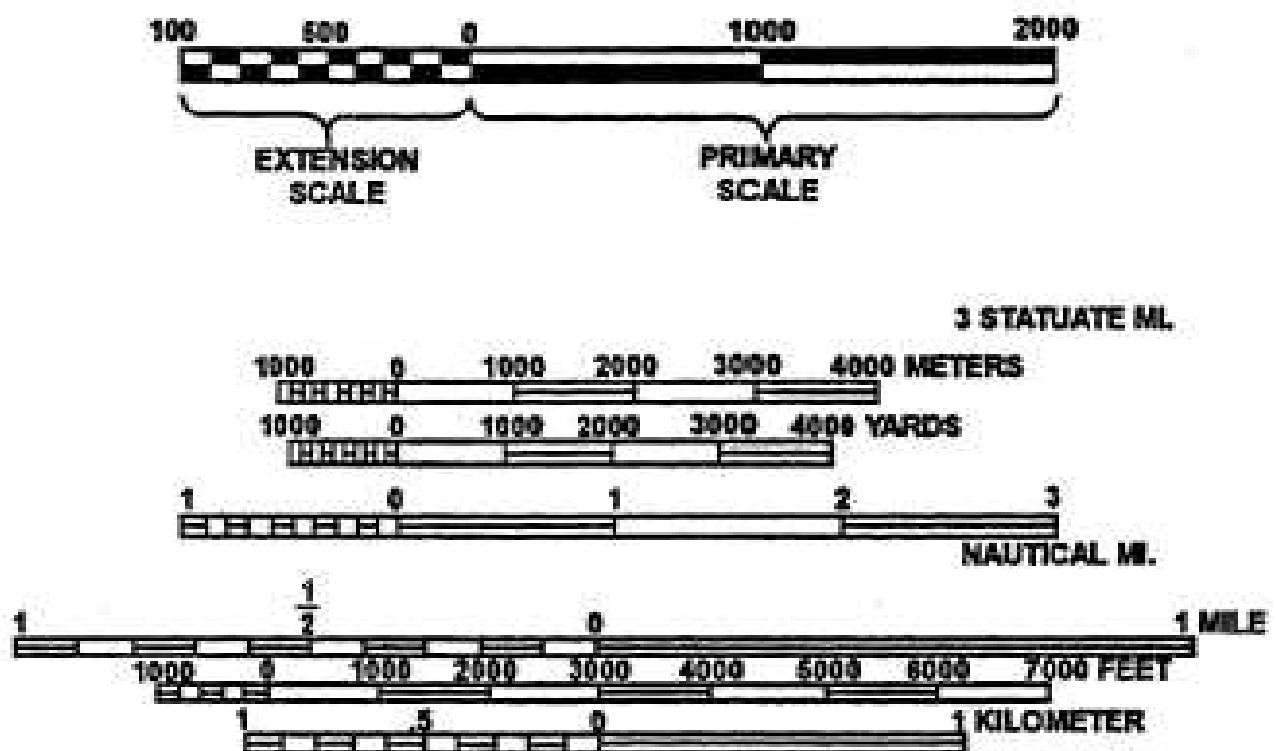 100 500 0 1000 2000
EXTENSION SCALE
PRIMARY SCALE
3 STATUATE MI.
1000 0 1000 2000 3000 4000 METERS
1000 0 1000 2000 3000 4000 YARDS
1 0 1 2 3
NAUTICAL MI.
1 1/2 0 1 MILE
1000 0 1000 2000 3000 4000 5000 6000 7000 FEET
1 .5 0 1 KILOMETER